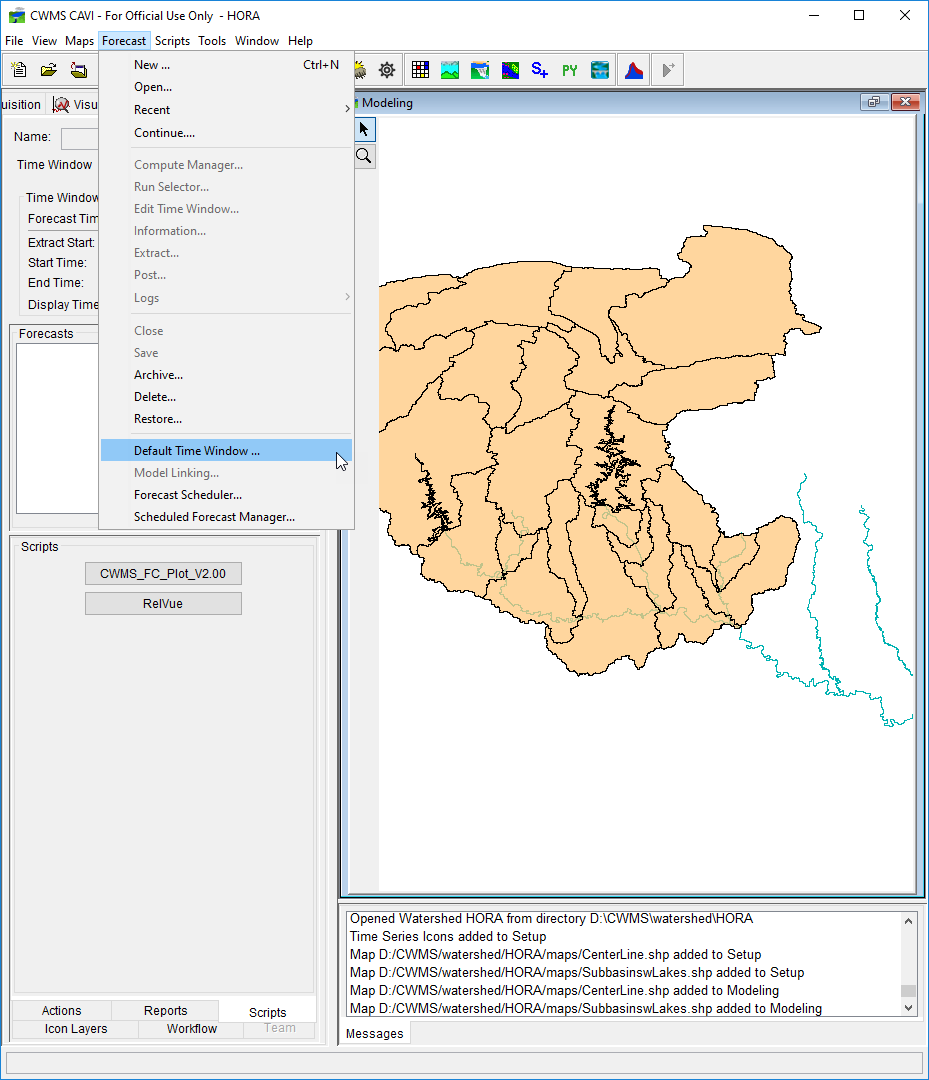 CWMS CAVI - For Official Use Only - HORA
File View Maps Forecast Scripts Tools Window Help
New ... Ctrl+N
Open...
Recent
Continue....
Compute Manager...
Run Selector...
Edit Time Window...
Information...
Extract...
Post...
Logs
Close
Save
Archive...
Delete...
Restore...
Default Time Window ...
Model Linking...
Forecast Scheduler...
Scheduled Forecast Manager...
S+ PY
uisition Visu
Name:
Time Window
Time Window
Forecast Tim
Extract Start:
Start Time:
End Time:
Display Time
Forecasts
Modeling
Scripts
CWMS_FC_Plot_V2.00
RelVue
Actions Reports Scripts
Icon Layers Workflow Team
Opened Watershed HORA from directory D:\CWMS\watershed\HORA
Time Series Icons added to Setup
Map D:/CWMS/watershed/HORA/maps/CenterLine.shp added to Setup
Map D:/CWMS/watershed/HORA/maps/SubbasinswLakes.shp added to Setup
Map D:/CWMS/watershed/HORA/maps/CenterLine.shp added to Modeling
Map D:/CWMS/watershed/HORA/maps/SubbasinswLakes.shp added to Modeling
Messages